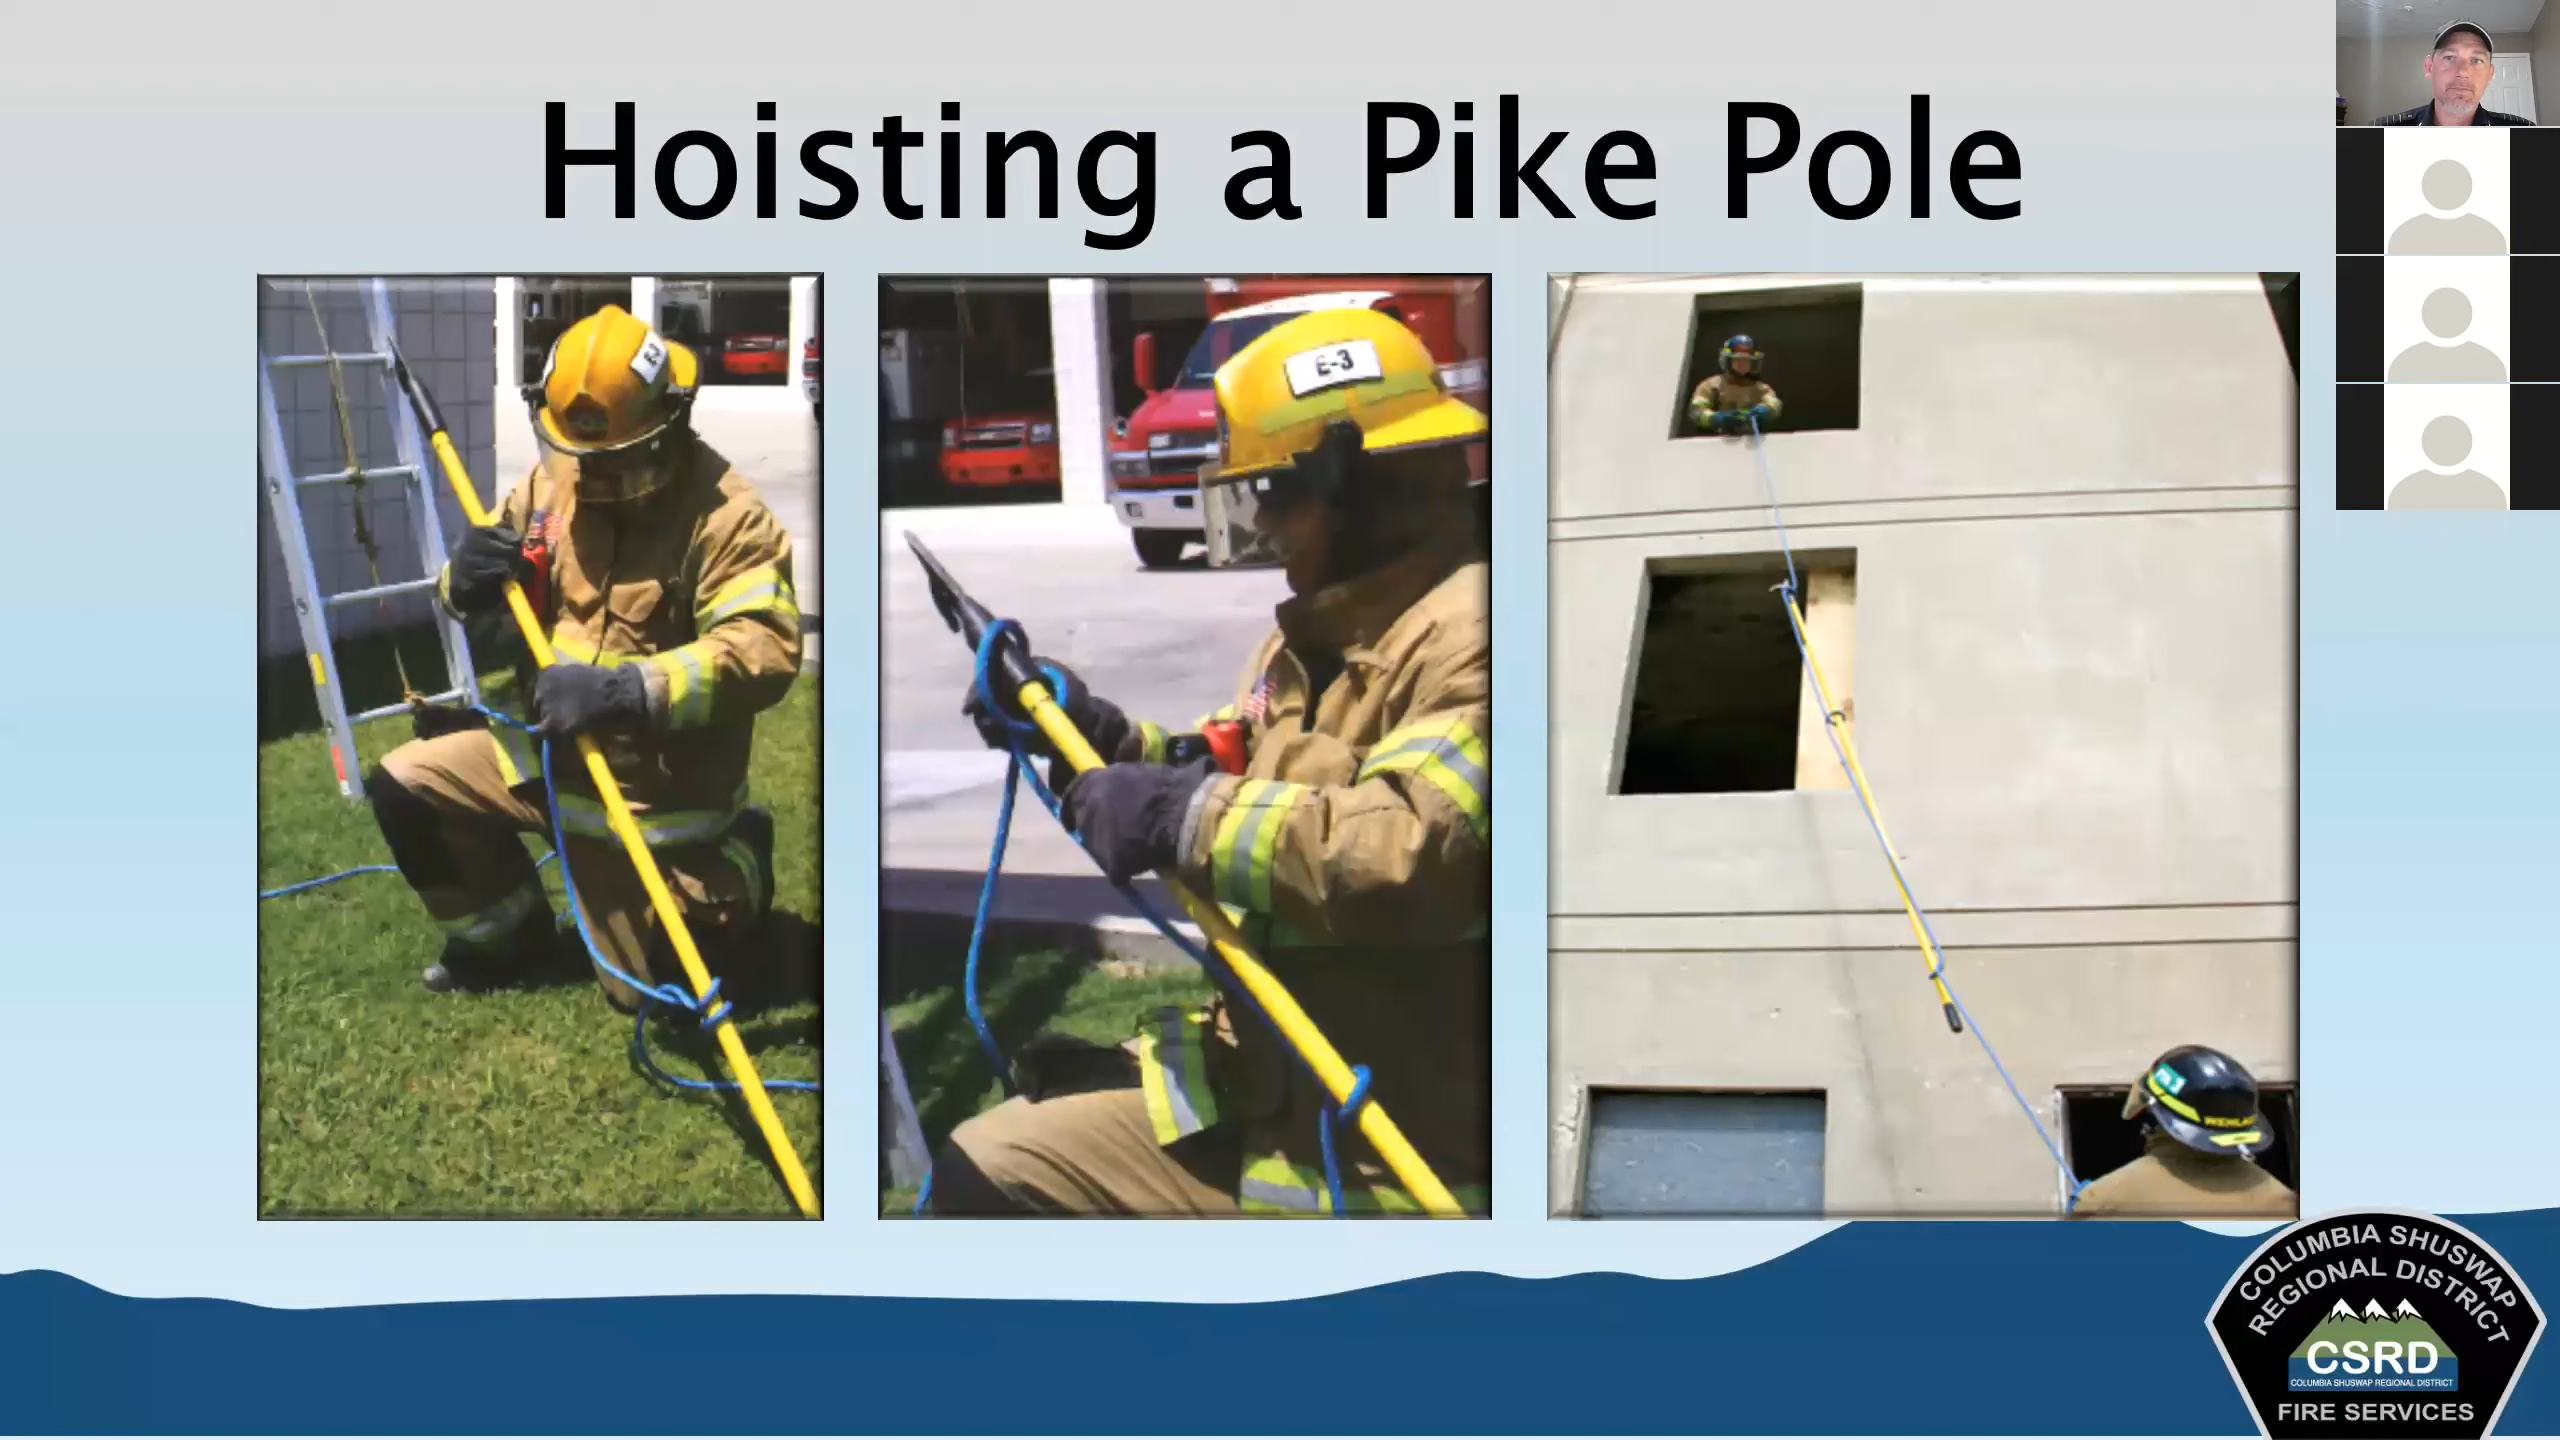 Hoisting a Pike Pole
E-3
COLUMBIA SHUSWAP
REGIONAL DISTRICT
CSRD
COLUMBIA SHUSWAP REGIONAL DISTRICT
FIRE SERVICES